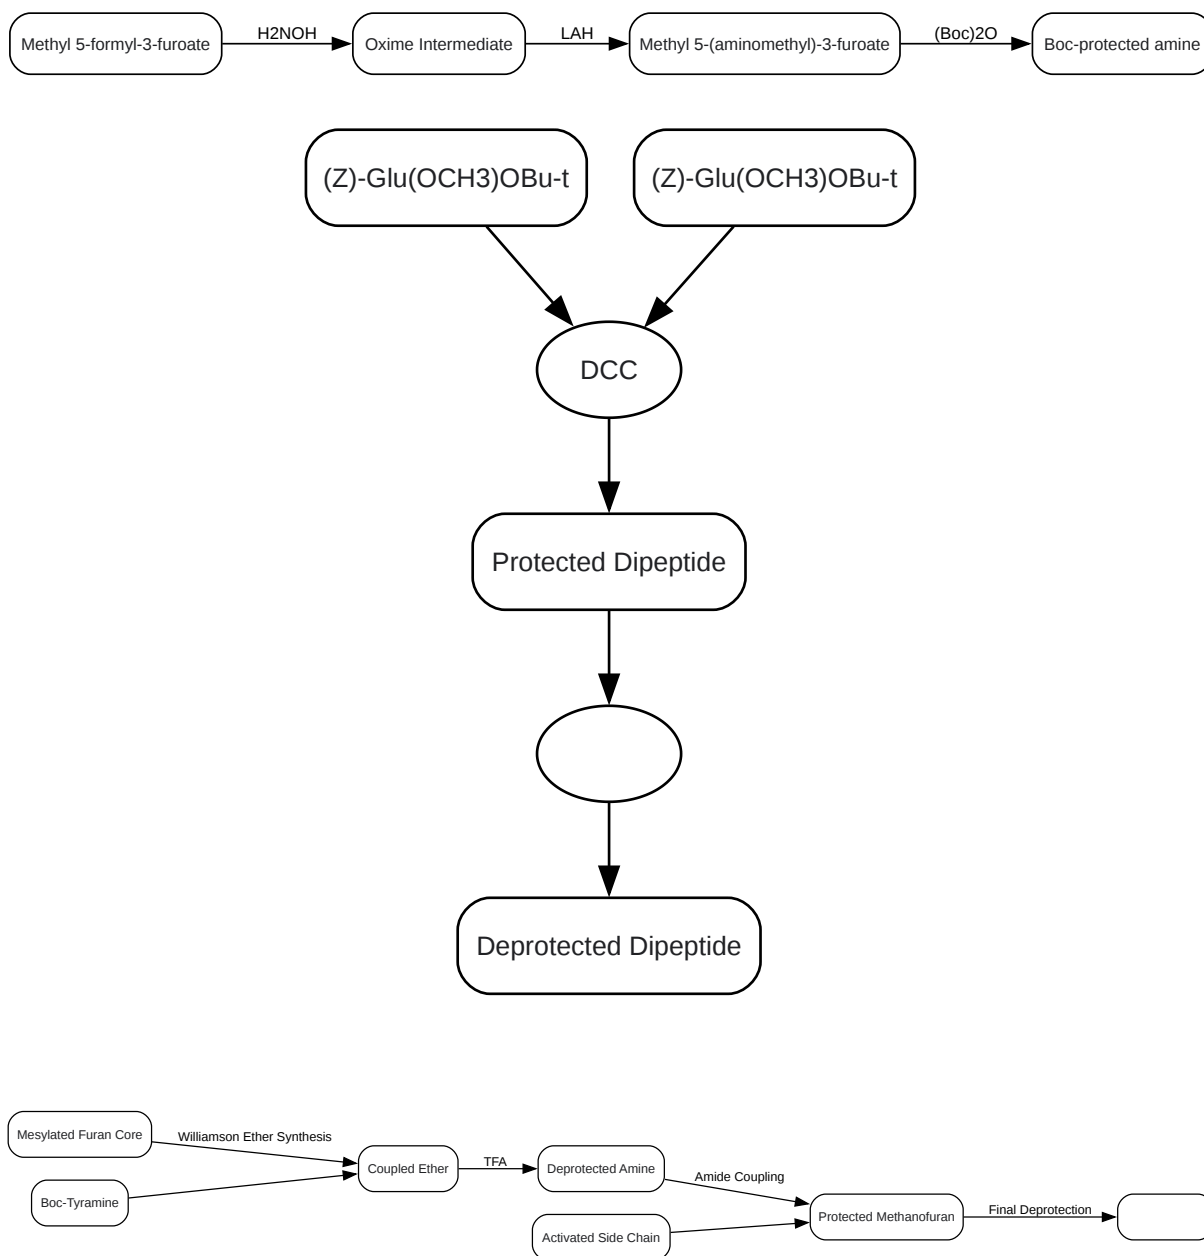 Methyl 5-formyl-3-furoate
H2NOH
Oxime Intermediate
LAH
Methyl 5-(aminomethyl)-3-furoate
(Boc)2O
Boc-protected amine
(Z)-Glu(OCH3)OBu-t
(Z)-Glu(OCH3)OBu-t
DCC
Protected Dipeptide
Deprotected Dipeptide
Mesylated Furan Core
Williamson Ether Synthesis
Boc-Tyramine
Coupled Ether
TFA
Deprotected Amine
Amide Coupling
Activated Side Chain
Protected Methanofuran
Final Deprotection